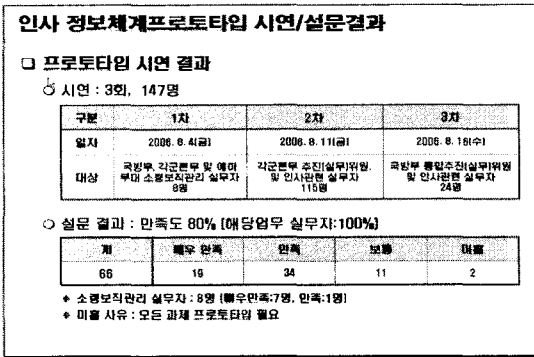 인사 정보체계프로토타입 시연/설문결과
❑ 프로토타입 시연 결과
○ 시연 : 3회, 147명
구분 1차 2차 3차
일자 2006. 8. 4(금) 2006. 8. 11(금) 2006. 8. 16(수)
대상 국방부, 각군본부 및 예하 부대 소령보직관리 실무자 8명 각군본부 추진(실무)위원, 및 인사관련 실무자 115명 국방부 통합추진(실무)위원 및 인사관련 실무자 24명
○ 설문 결과 : 만족도 80% (해당업무 실무자:100%)
계 매우 만족 만족 보통 미흡
66 19 34 11 2
* 소령보직관리 실무자 : 8명 (매우만족:7명, 만족:1명)
* 미흡 사유 : 모든 과제 프로토타입 필요